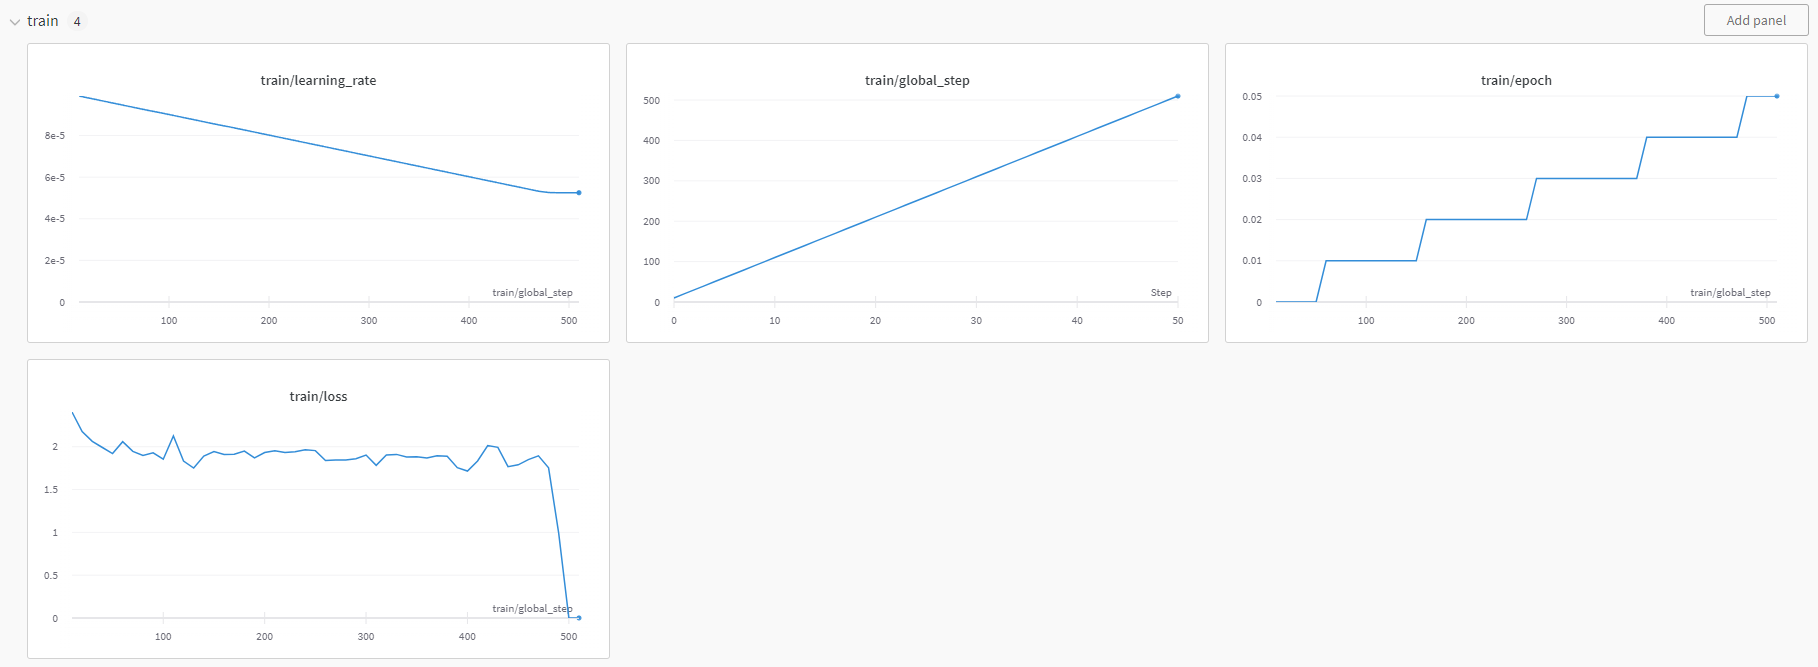 train 4
Add panel
train/learning_rate
8e-5
6e-5
4e-5
2e-5
0
train/global_step
100 200 300 400 500
train/global_step
500
400
300
200
100
0
Step
0 10 20 30 40 50
train/epoch
0.05
0.04
0.03
0.02
0.01
0
train/global_step
100 200 300 400 500
train/loss
2
1.5
1
0.5
0
train/global_step
100 200 300 400 500